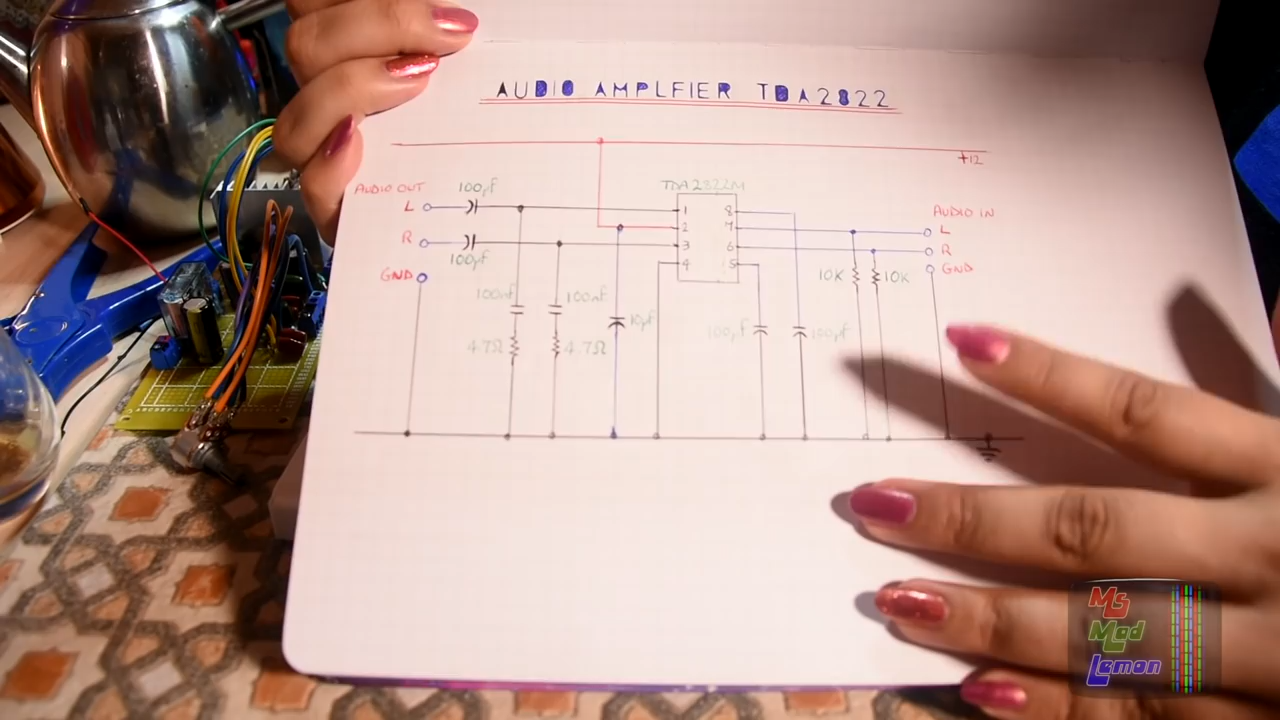 AUDIO AMPLFIER TDA2822
+12
AUDIO OUT 100µf TDA2822M
L 1 8 AUDIO IN
2 7 L
R 3 6 R
100µf 4 5 GND
GND 10K 10K
100nf 100nf
10µf 100µf 100µf
4.7Ω 4.7Ω
Ms
Mad
Lemon